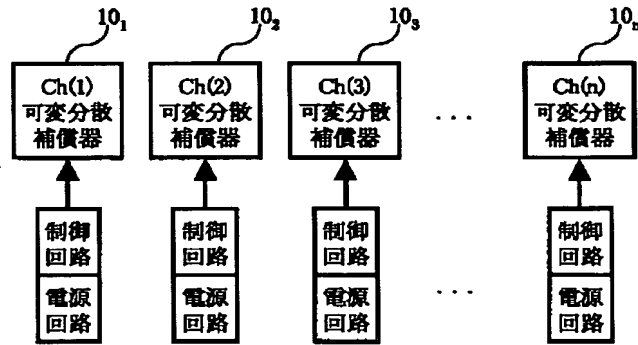 10₁
10₂
10₃
10ₙ
Ch(1)
可変分散
補償器
Ch(2)
可変分散
補償器
Ch(3)
可変分散
補償器
...
Ch(n)
可変分散
補償器
制御
回路
電源
回路
制御
回路
電源
回路
制御
回路
電源
回路
...
制御
回路
電源
回路